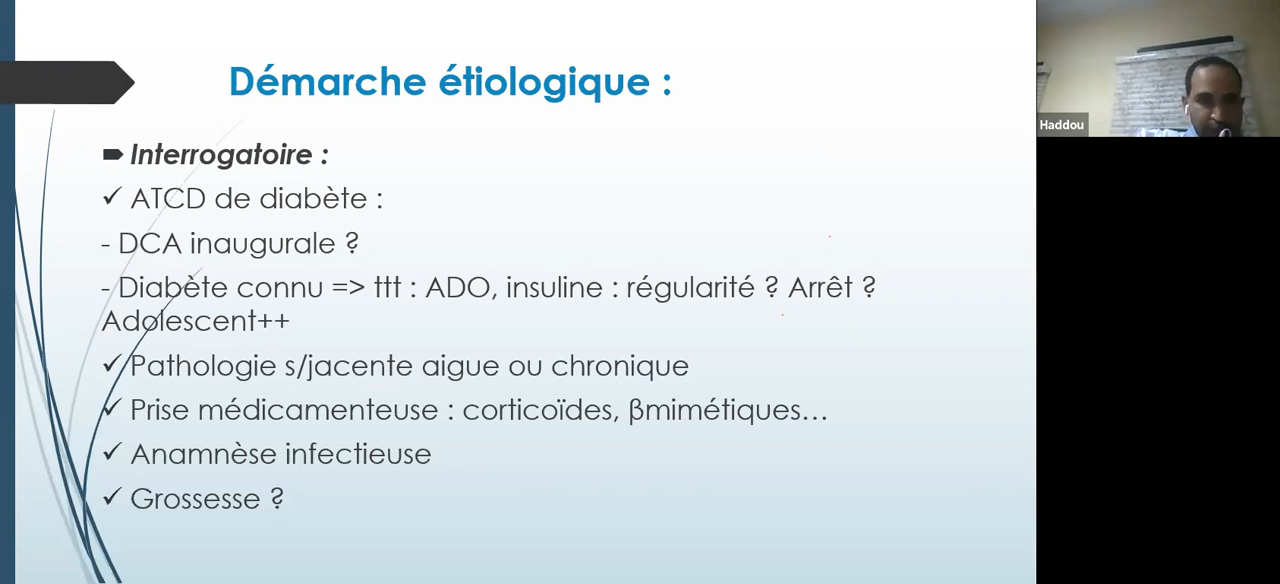 Démarche étiologique :
Interrogatoire :
✓ ATCD de diabète :
- DCA inaugurale ?
- Diabète connu => ttt : ADO, insuline : régularité ? Arrêt ?
Adolescent++
✓ Pathologie s/jacente aigue ou chronique
✓ Prise médicamenteuse : corticoïdes, βmimétiques...
✓ Anamnèse infectieuse
✓ Grossesse ?
Haddou